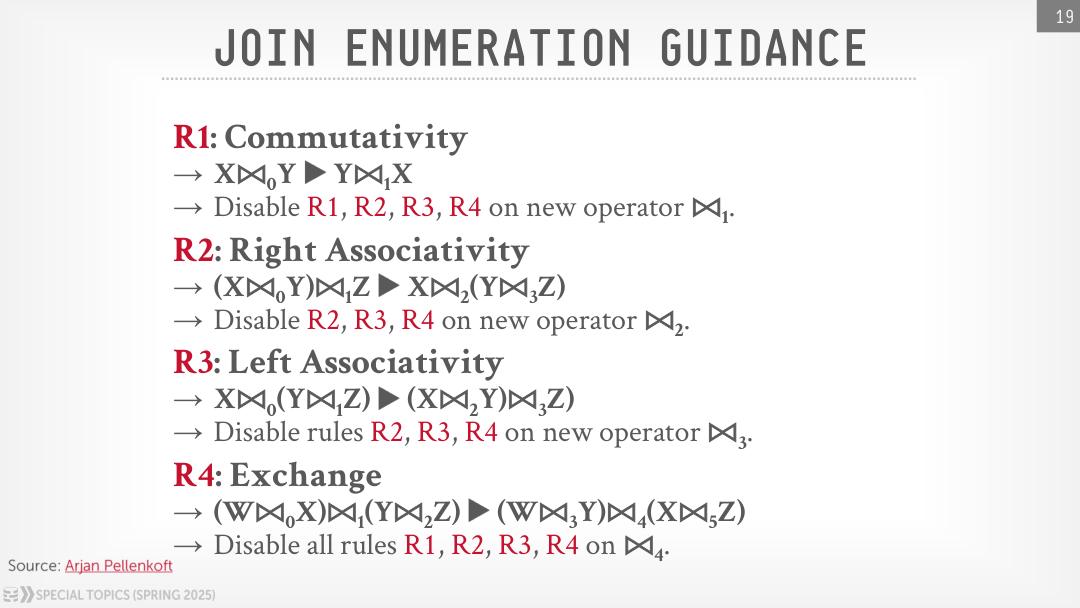 19
JOIN ENUMERATION GUIDANCE
R1: Commutativity
→ X⋈₀Y ▶ Y⋈₁X
→ Disable R1, R2, R3, R4 on new operator ⋈₁.
R2: Right Associativity
→ (X⋈₀Y)⋈₁Z ▶ X⋈₂(Y⋈₃Z)
→ Disable R2, R3, R4 on new operator ⋈₂.
R3: Left Associativity
→ X⋈₀(Y⋈₁Z) ▶ (X⋈₂Y)⋈₃Z)
→ Disable rules R2, R3, R4 on new operator ⋈₃.
R4: Exchange
→ (W⋈₀X)⋈₁(Y⋈₂Z) ▶ (W⋈₃Y)⋈₄(X⋈₅Z)
→ Disable all rules R1, R2, R3, R4 on ⋈₄.
Source: Arjan Pellenkoft
SPECIAL TOPICS (SPRING 2025)